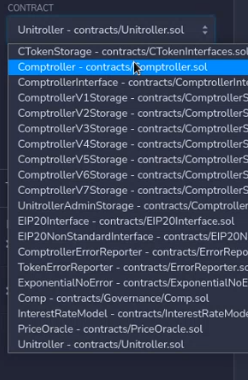 CONTRACT
Unitroller - contracts/Unitroller.sol
CTokenStorage - contracts/CTokenInterfaces.sol
Comptroller - contracts/Comptroller.sol
ComptrollerInterface - contracts/ComptrollerInte
ComptrollerV1Storage - contracts/ComptrollerS
ComptrollerV2Storage - contracts/ComptrollerS
ComptrollerV3Storage - contracts/ComptrollerS
ComptrollerV4Storage - contracts/ComptrollerS
ComptrollerV5Storage - contracts/ComptrollerS
ComptrollerV6Storage - contracts/ComptrollerS
ComptrollerV7Storage - contracts/ComptrollerS
UnitrollerAdminStorage - contracts/Comptroller
EIP20Interface - contracts/EIP20Interface.sol
EIP20NonStandardInterface - contracts/EIP20N
ComptrollerErrorReporter - contracts/ErrorRepo
TokenErrorReporter - contracts/ErrorReporter.so
ExponentialNoError - contracts/ExponentialNoE
Comp - contracts/Governance/Comp.sol
InterestRateModel - contracts/InterestRateMode
PriceOracle - contracts/PriceOracle.sol
Unitroller - contracts/Unitroller.sol